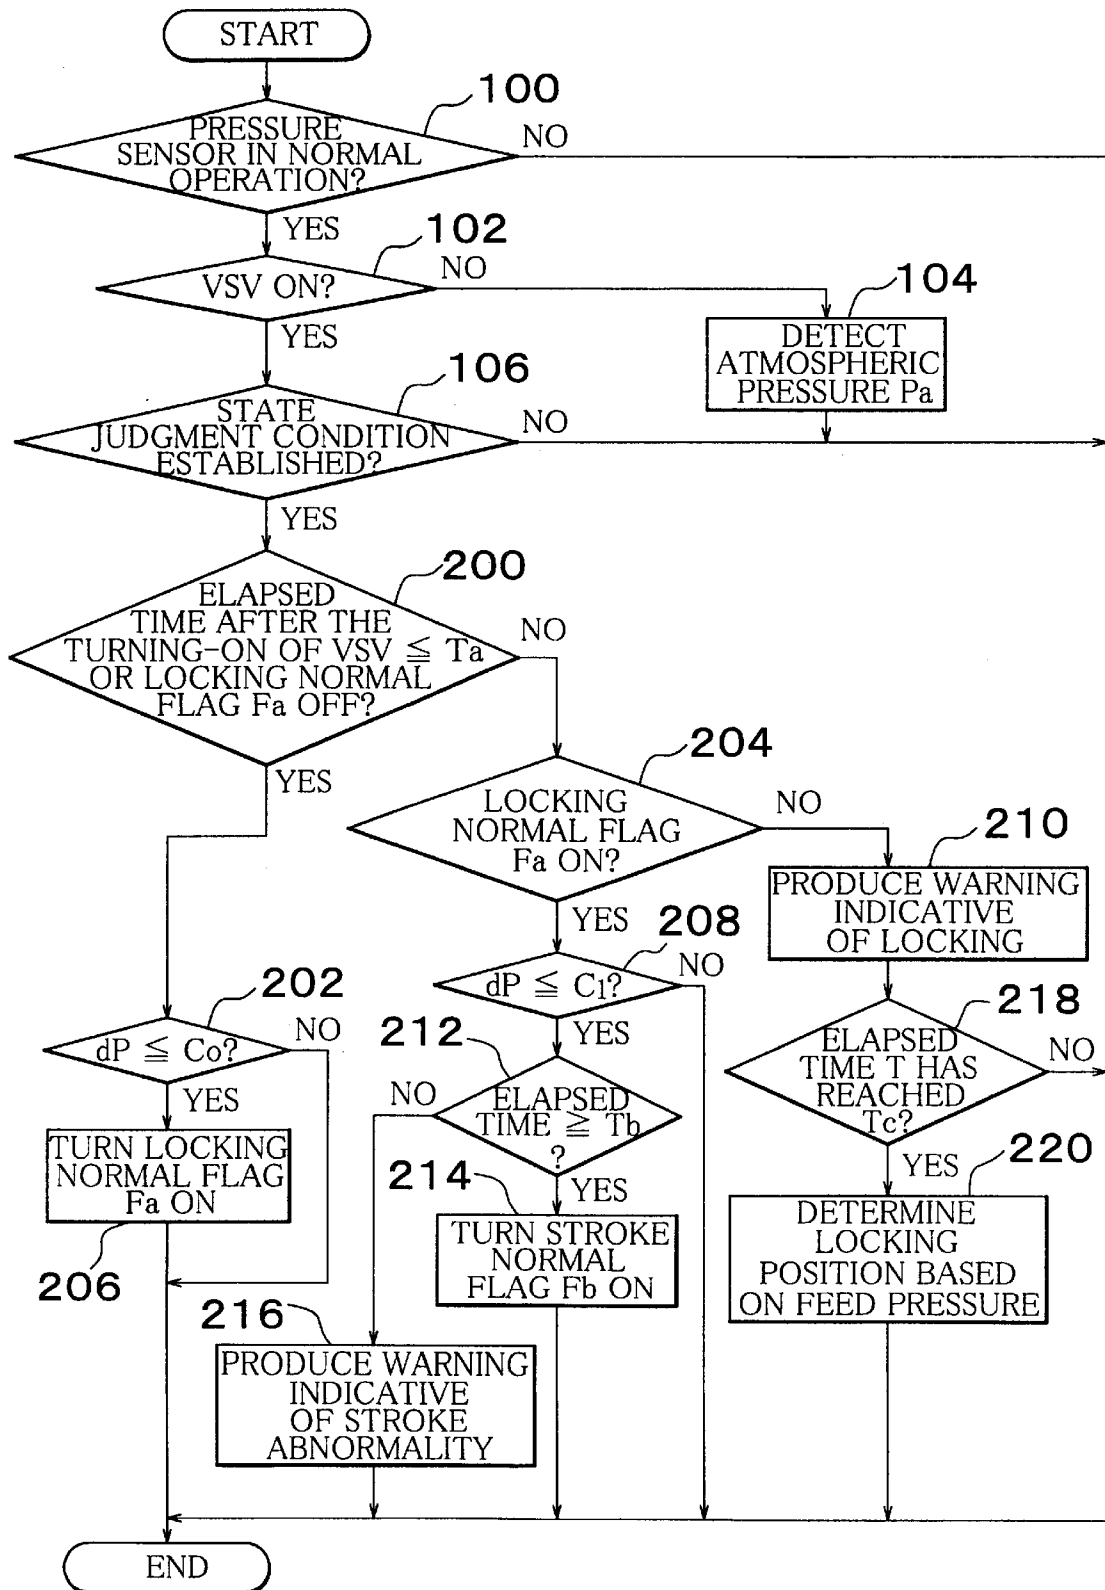 START
100
PRESSURE
SENSOR IN NORMAL
OPERATION?
NO
YES
102
VSV ON?
NO
YES
104
DETECT
ATMOSPHERIC
PRESSURE Pa
106
STATE
JUDGMENT CONDITION
ESTABLISHED?
NO
YES
200
ELAPSED
TIME AFTER THE
TURNING-ON OF VSV ≦ Ta
OR LOCKING NORMAL
FLAG Fa OFF?
NO
YES
204
LOCKING
NORMAL FLAG
Fa ON?
NO
YES
210
PRODUCE WARNING
INDICATIVE
OF LOCKING
208
dP ≦ C1?
NO
YES
202
dP ≦ Co?
NO
YES
212
ELAPSED
TIME ≧ Tb
?
NO
YES
218
ELAPSED
TIME T HAS
REACHED
Tc?
NO
YES
TURN LOCKING
NORMAL FLAG
Fa ON
206
214
TURN STROKE
NORMAL
FLAG Fb ON
220
DETERMINE
LOCKING
POSITION BASED
ON FEED PRESSURE
216
PRODUCE WARNING
INDICATIVE
OF STROKE
ABNORMALITY
END